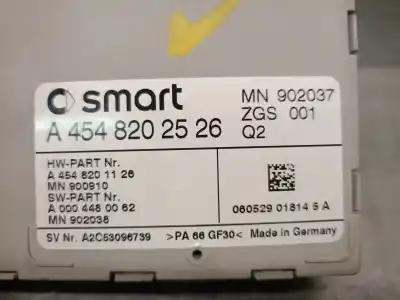 smart
MN 902037
A 454 820 25 26
ZGS 001
Q2
HW-PART Nr.
A 454 820 11 26
MN 900910
SW-PART Nr.
A 000 448 00 62
MN 902038
060529 01814 5 A
SV Nr. A2C53096739
>PA 66 GF30<
Made in Germany